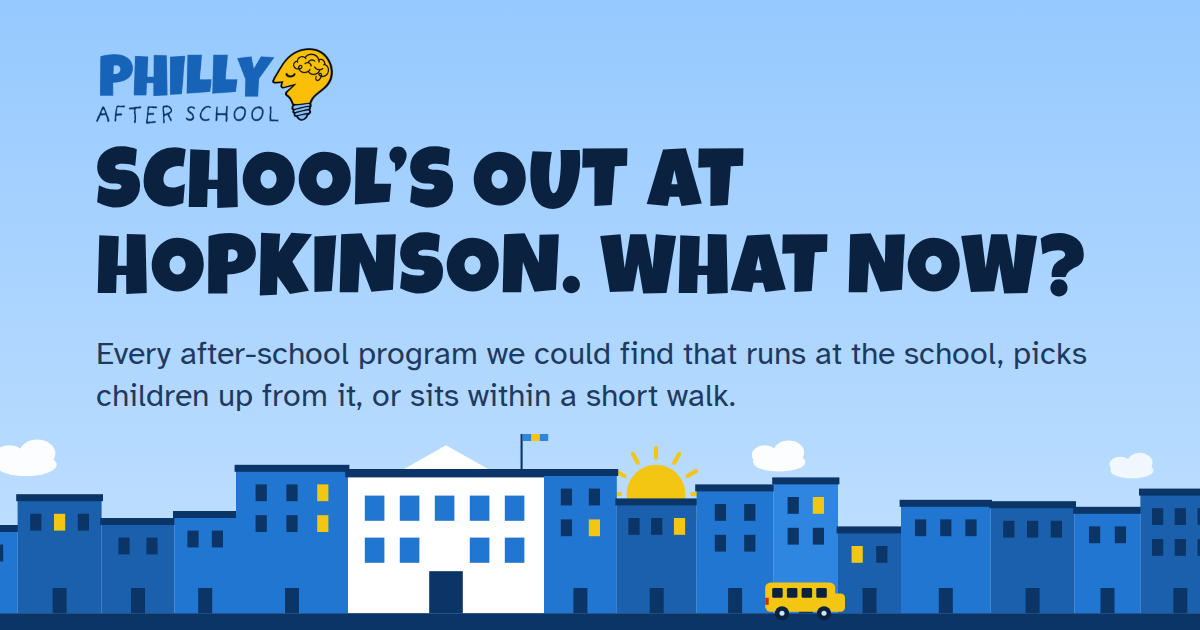 PHILLY
AFTER SCHOOL
SCHOOL’S OUT AT
HOPKINSON. WHAT NOW?
Every after-school program we could find that runs at the school, picks
children up from it, or sits within a short walk.